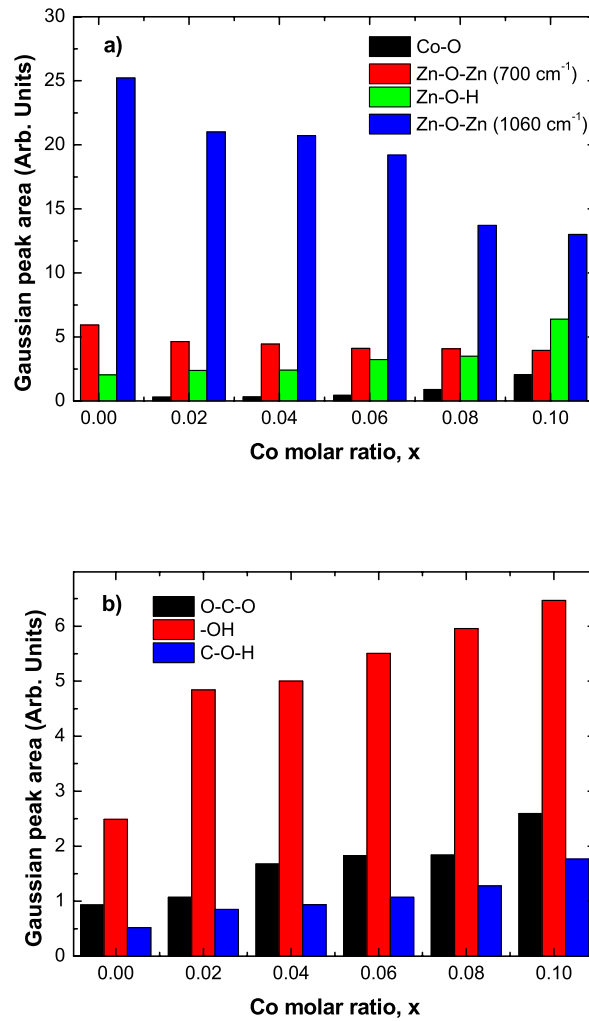 30
a)
Co-O
Zn-O-Zn (700 cm⁻¹)
Zn-O-H
Zn-O-Zn (1060 cm⁻¹)
25
20
15
10
5
0
Gaussian peak area (Arb. Units)
0.00 0.02 0.04 0.06 0.08 0.10
Co molar ratio, x
b)
O-C-O
-OH
C-O-H
6
5
4
3
2
1
0
Gaussian peak area (Arb. Units)
0.00 0.02 0.04 0.06 0.08 0.10
Co molar ratio, x